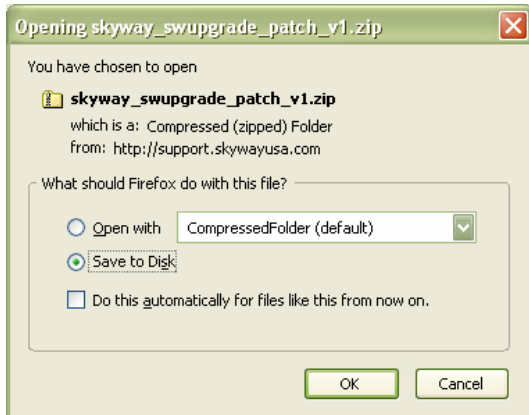 Opening skyway_swupgrade_patch_v1.zip
You have chosen to open
skyway_swupgrade_patch_v1.zip
which is a: Compressed (zipped) Folder
from: http://support.skywayusa.com
What should Firefox do with this file?
Open with CompressedFolder (default)
Save to Disk
Do this automatically for files like this from now on.
OK Cancel